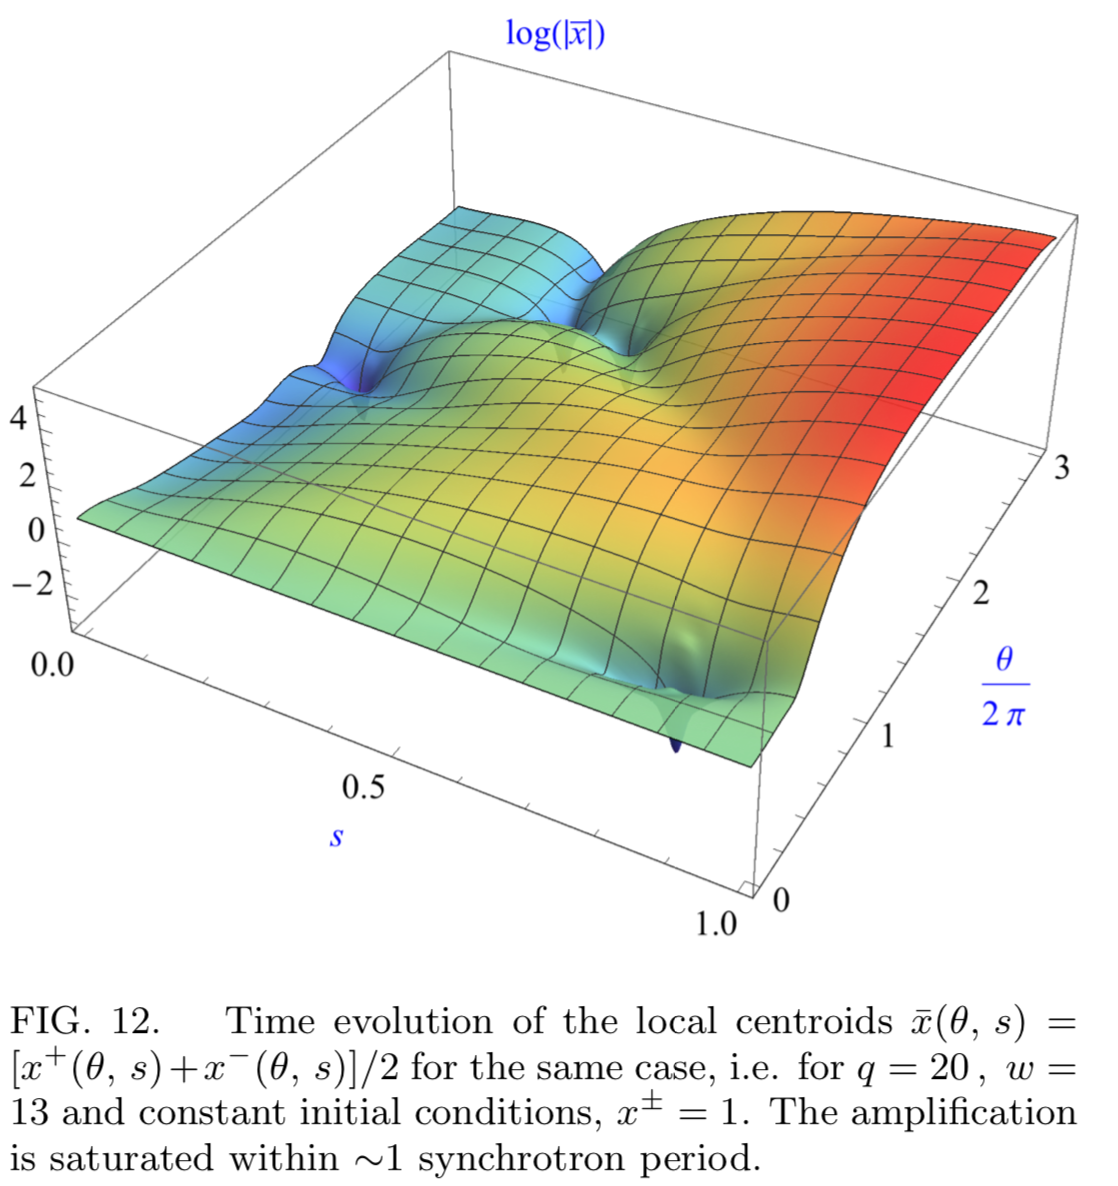 log(|x̅|)
4
2
0
−2
0.0
0.5
1.0
s
0
1
2
3
θ
2 π
FIG. 12. Time evolution of the local centroids x̄(θ, s) =
[x⁺(θ, s)+x⁻(θ, s)]/2 for the same case, i.e. for q = 20 , w =
13 and constant initial conditions, x± = 1. The amplification
is saturated within ∼1 synchrotron period.